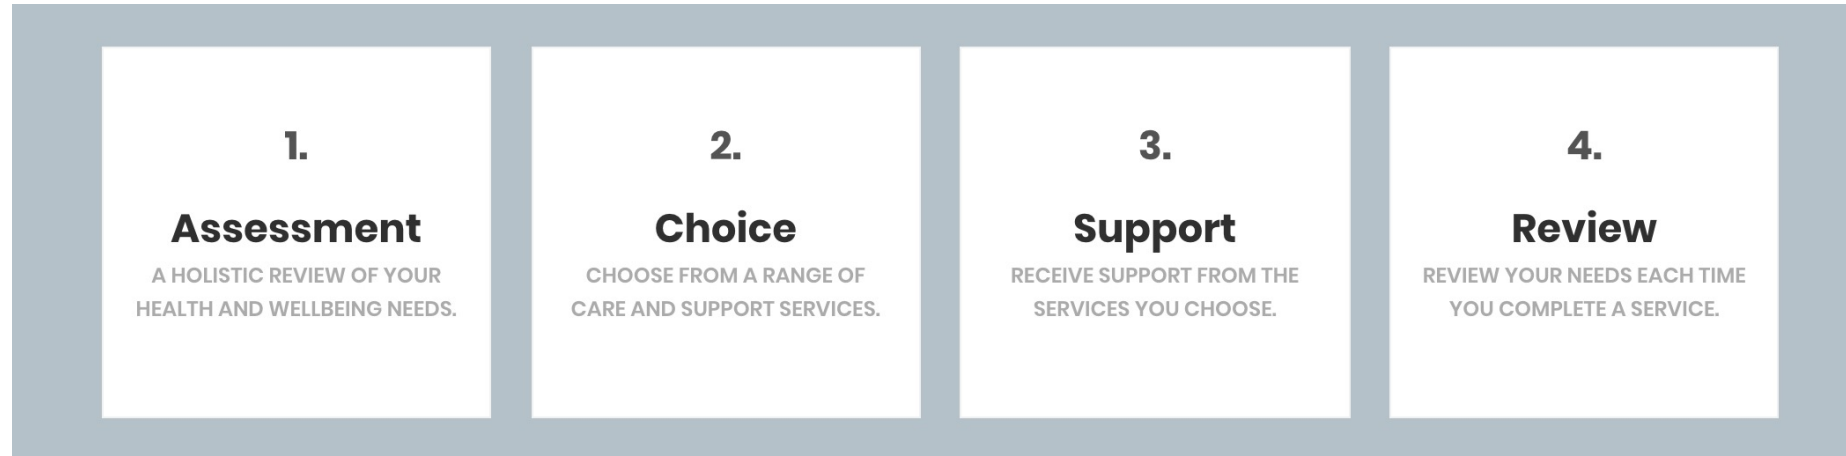 1.
Assessment
A HOLISTIC REVIEW OF YOUR
HEALTH AND WELLBEING NEEDS.
2.
Choice
CHOOSE FROM A RANGE OF
CARE AND SUPPORT SERVICES.
3.
Support
RECEIVE SUPPORT FROM THE
SERVICES YOU CHOOSE.
4.
Review
REVIEW YOUR NEEDS EACH TIME
YOU COMPLETE A SERVICE.